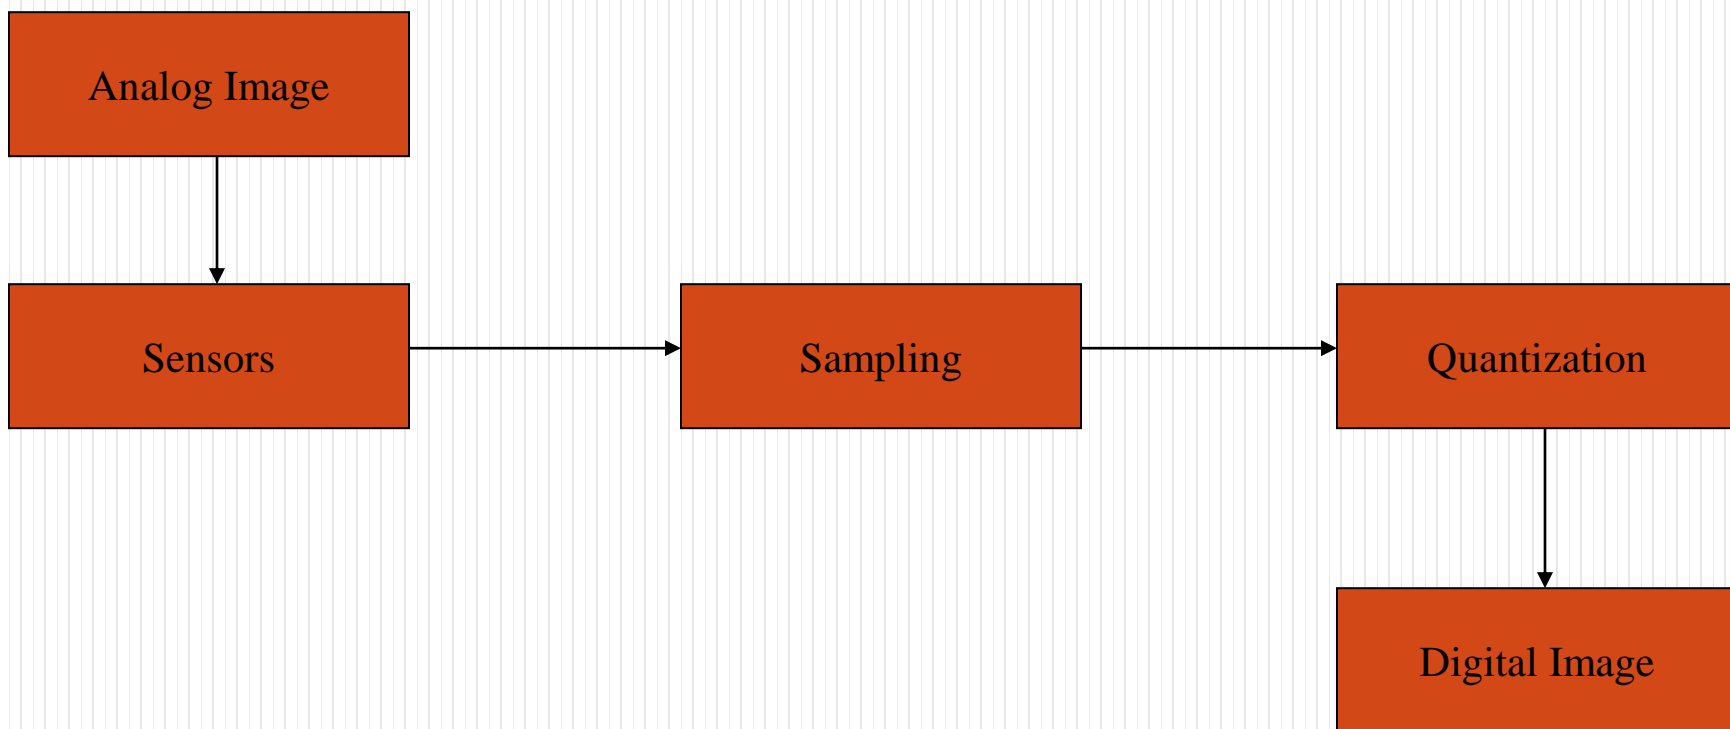 Analog Image
Sensors
Sampling
Quantization
Digital Image